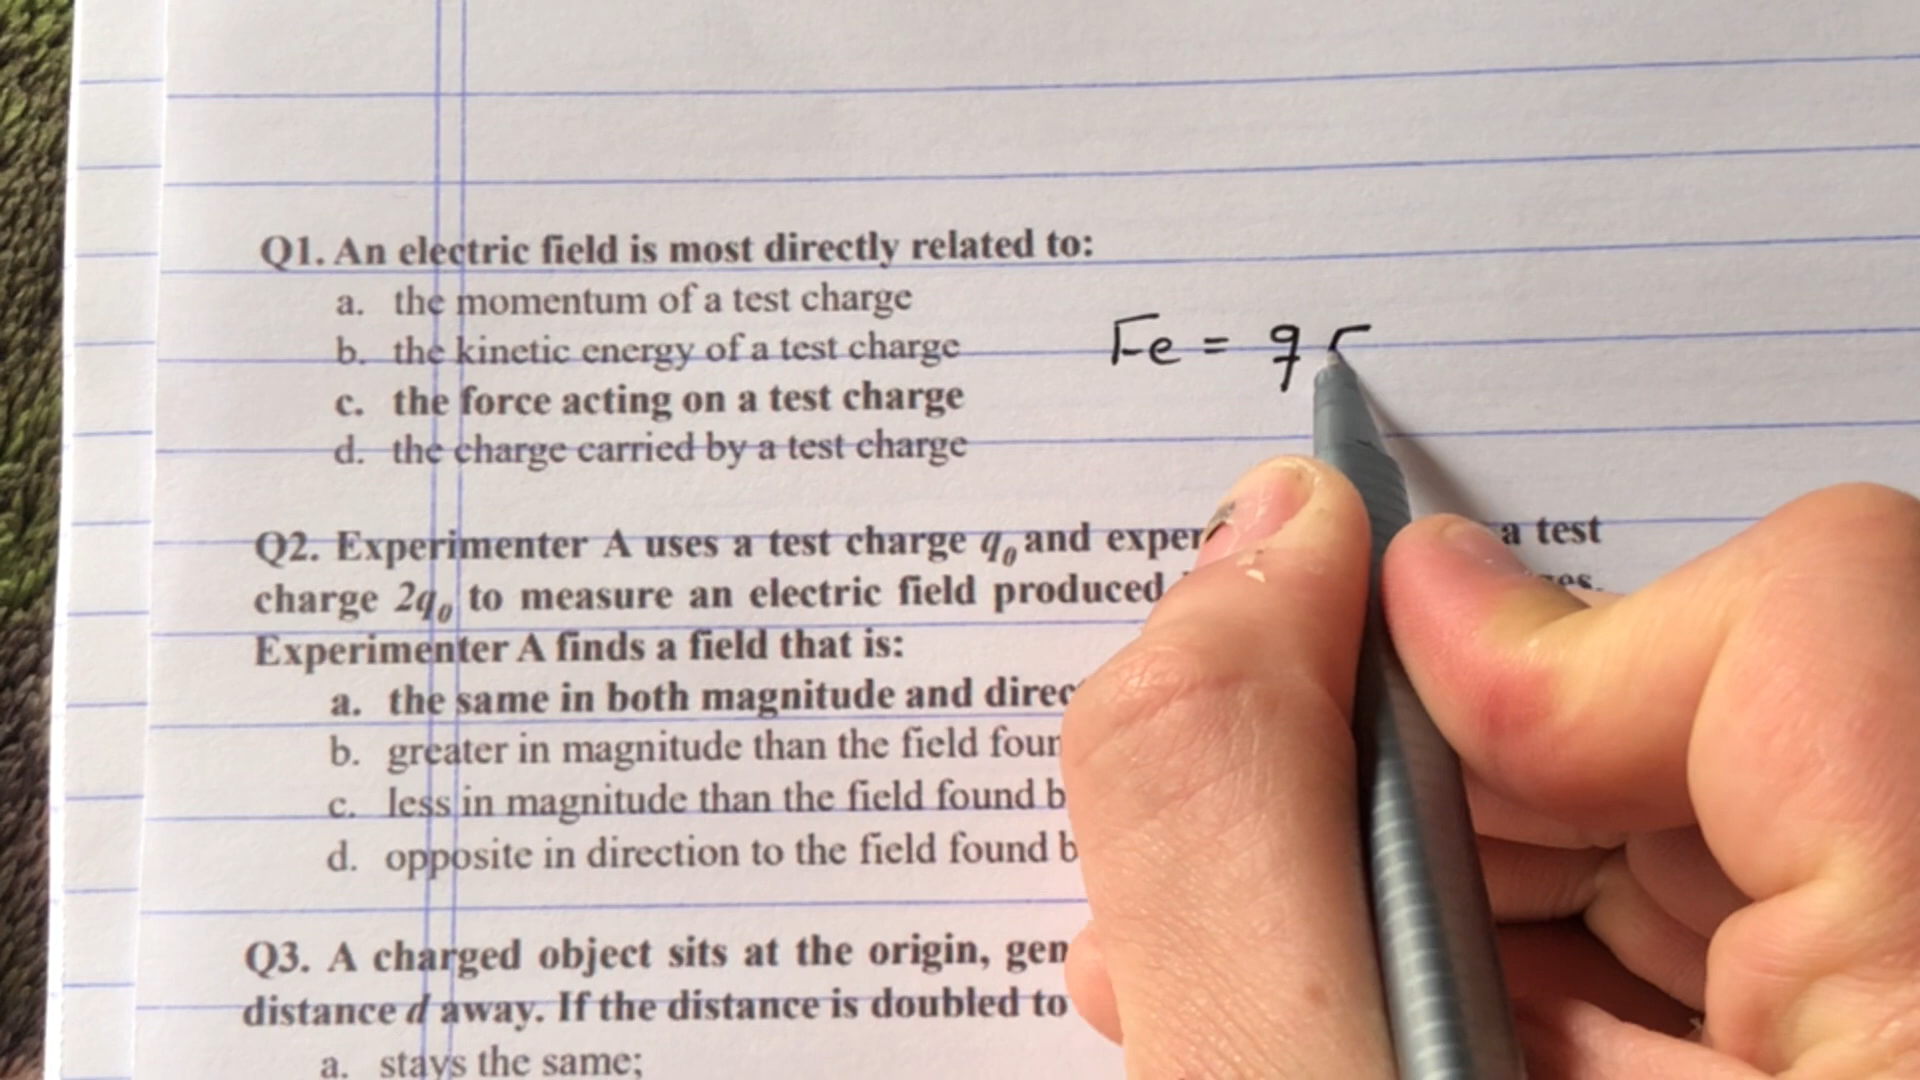 Q1. An electric field is most directly related to:
a. the momentum of a test charge
Fe = q
b. the kinetic energy of a test charge
c. the force acting on a test charge
d. the charge carried by a test charge
Q2. Experimenter A uses a test charge q0 and a test
charge 2q0 to measure an electric field produced
Experimenter A finds a field that is:
a. the same in both magnitude and
b. greater in magnitude than the field
c. less in magnitude than the field found
d. opposite in direction to the field found
Q3. A charged object sits at the origin,
distance d away. If the distance is doubled to
a. stays the same;